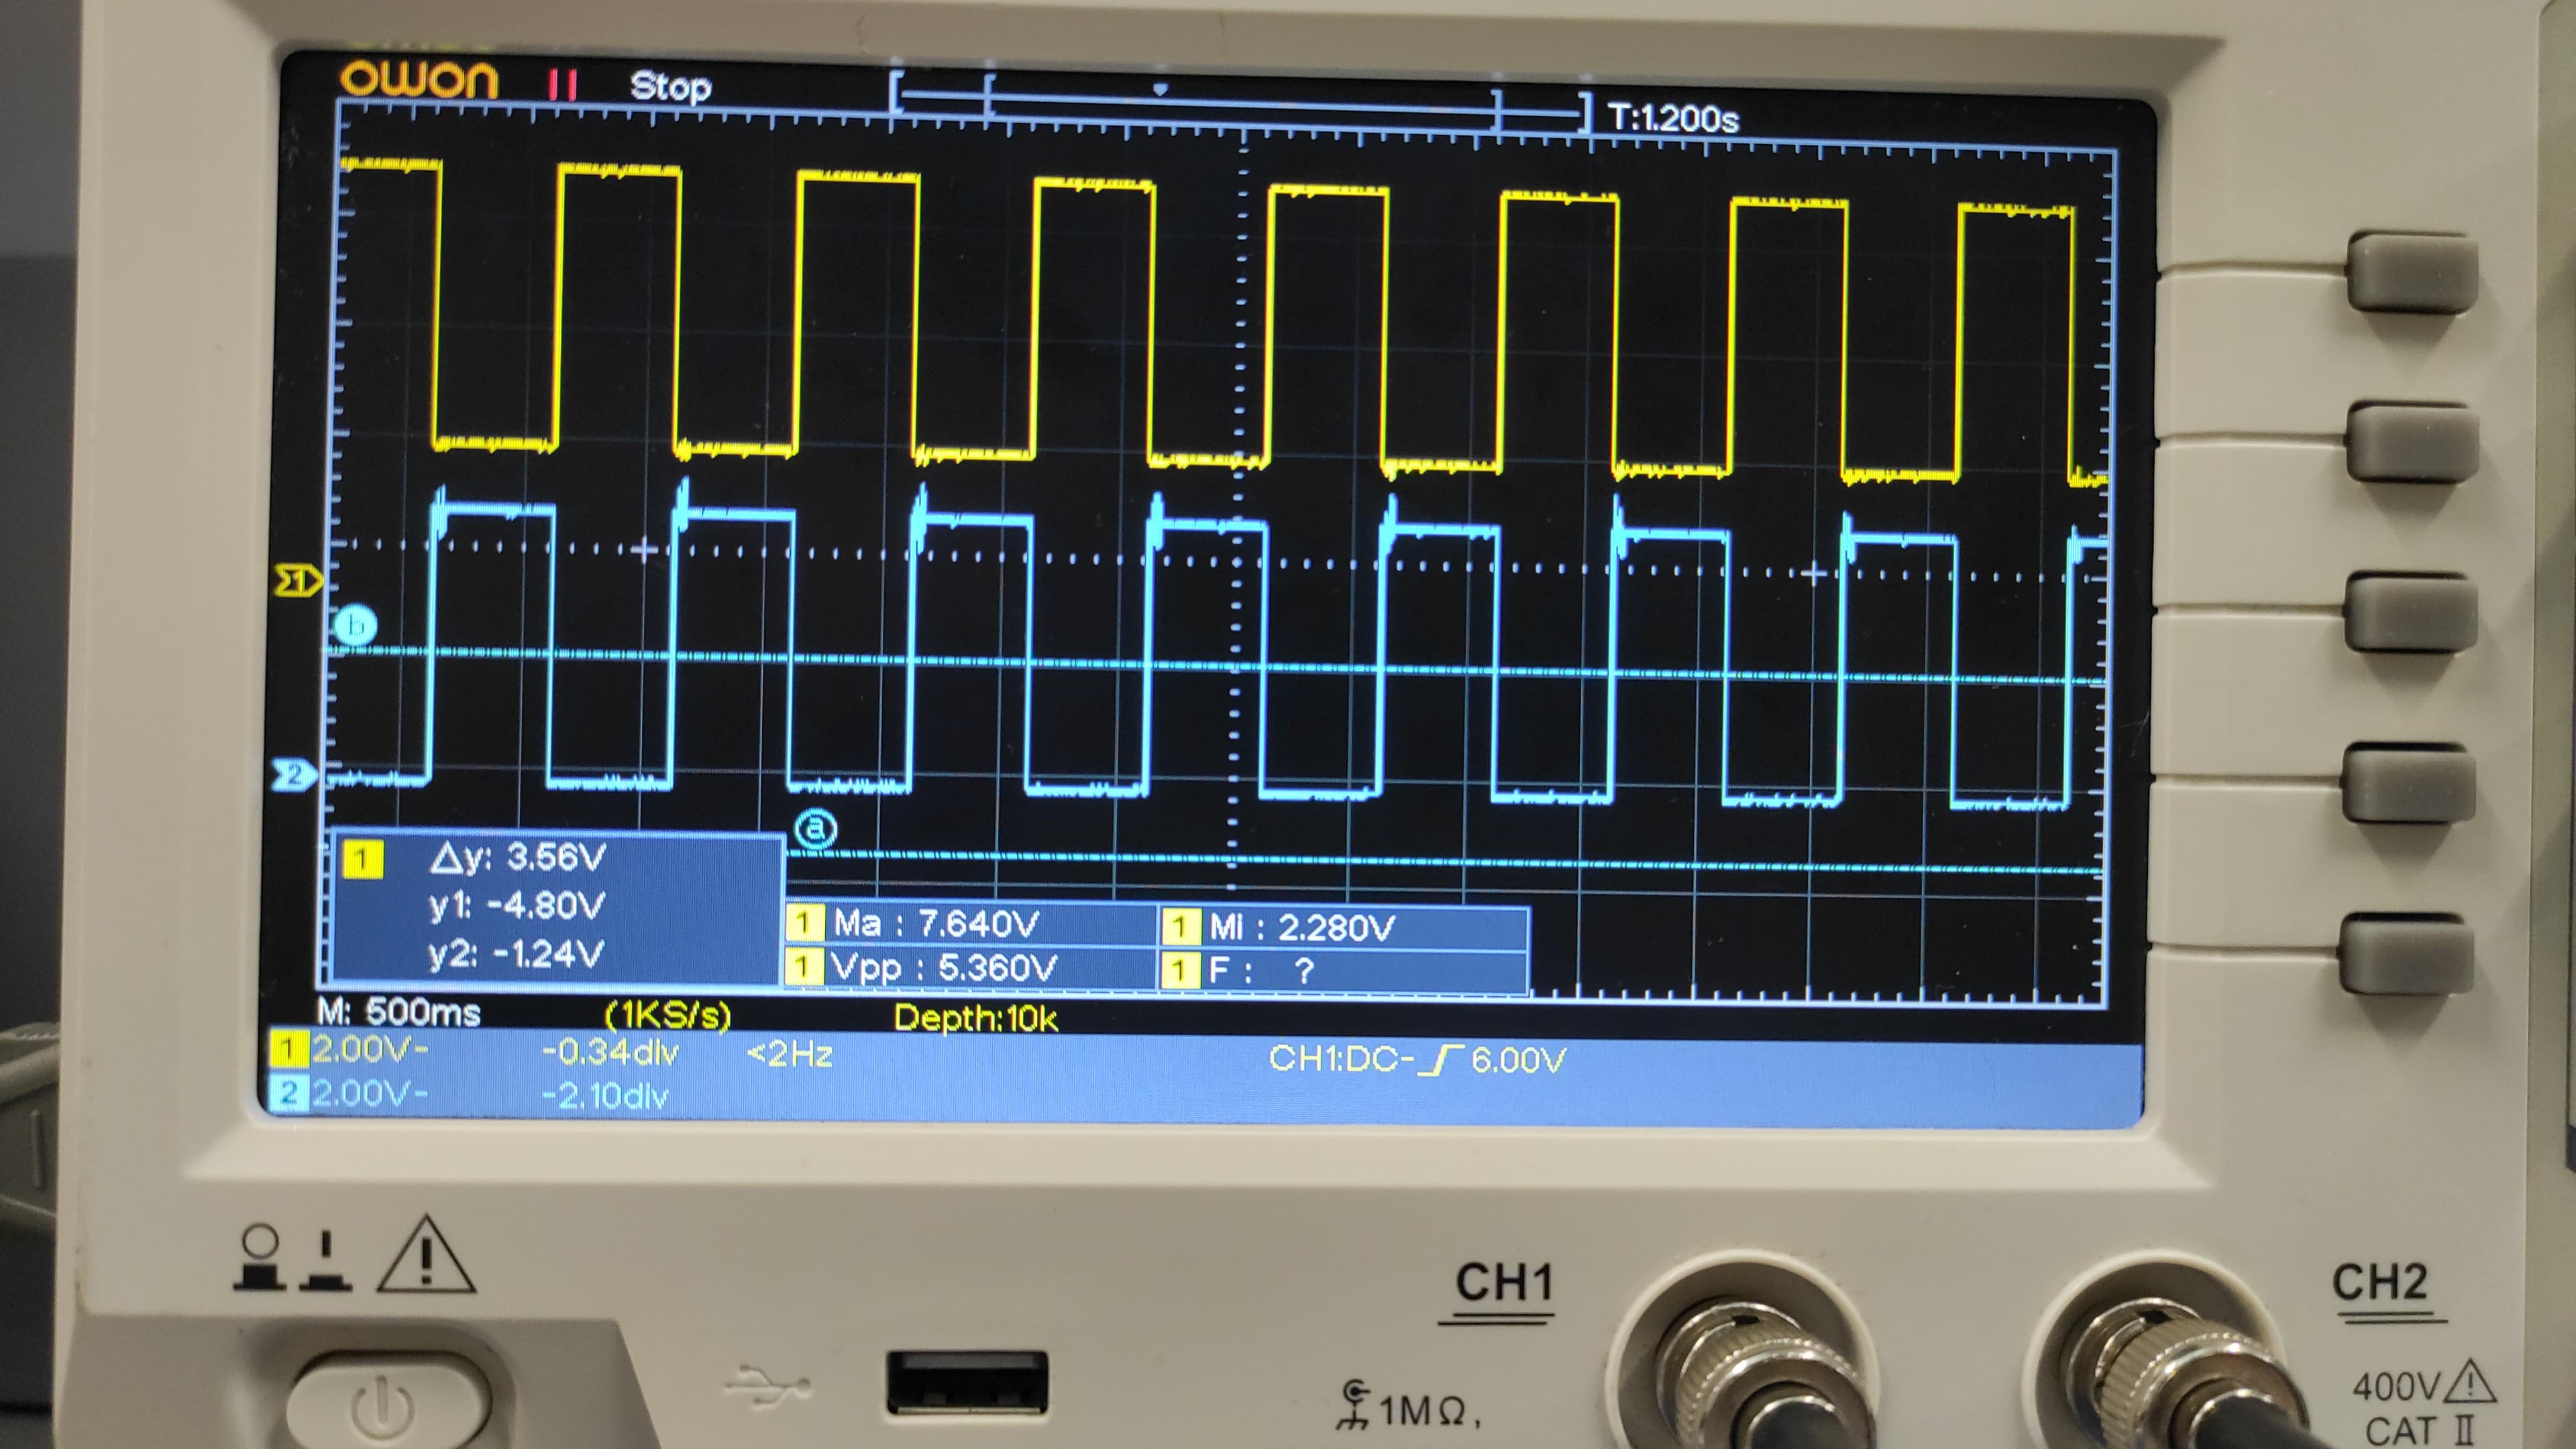 owon Stop T:1.200s
1
b
2
a
1 Δy: 3.56V
y1: -4.80V
y2: -1.24V
1 Ma : 7.640V 1 Mi : 2.280V
1 Vpp : 5.360V 1 F : ?
M: 500ms (1KS/s) Depth:10k
1 2.00V- -0.34div <2Hz CH1:DC- 6.00V
2 2.00V- -2.10div
CH1 CH2
1MΩ,
400V
CAT II